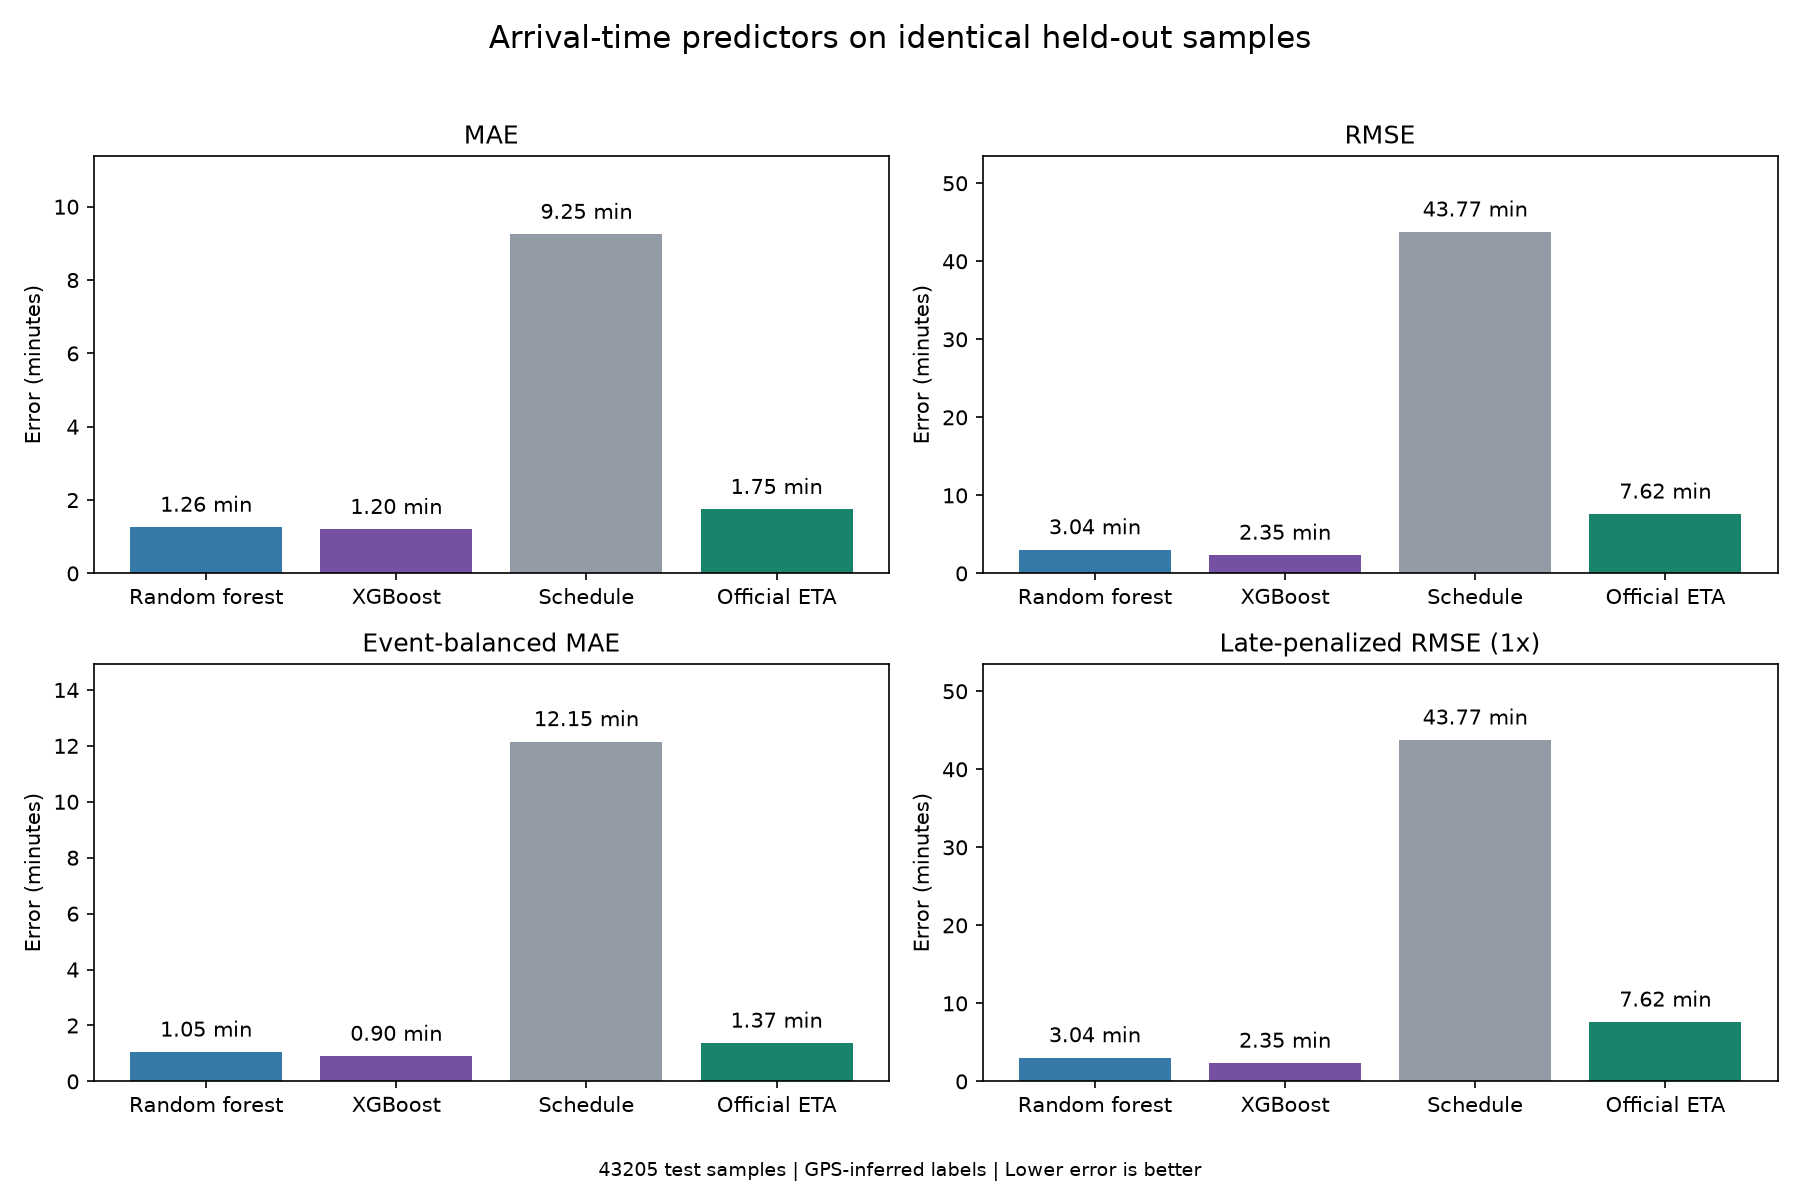 Arrival-time predictors on identical held-out samples
MAE
Error (minutes)
10
8
6
4
2
0
1.26 min
1.20 min
9.25 min
1.75 min
Random forest
XGBoost
Schedule
Official ETA
RMSE
Error (minutes)
50
40
30
20
10
0
3.04 min
2.35 min
43.77 min
7.62 min
Random forest
XGBoost
Schedule
Official ETA
Event-balanced MAE
Error (minutes)
14
12
10
8
6
4
2
0
1.05 min
0.90 min
12.15 min
1.37 min
Random forest
XGBoost
Schedule
Official ETA
Late-penalized RMSE (1x)
Error (minutes)
50
40
30
20
10
0
3.04 min
2.35 min
43.77 min
7.62 min
Random forest
XGBoost
Schedule
Official ETA
43205 test samples | GPS-inferred labels | Lower error is better